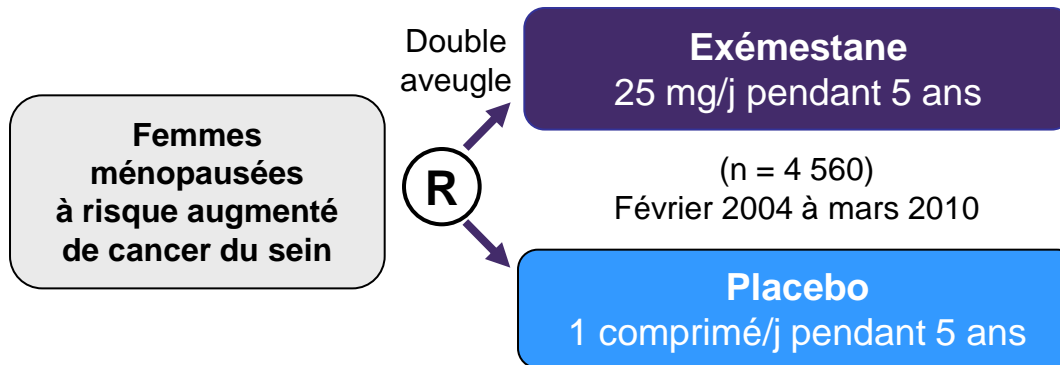 Double
aveugle
Exémestane
25 mg/j pendant 5 ans
Femmes
ménopausées
à risque augmenté
de cancer du sein
R
(n = 4 560)
Février 2004 à mars 2010
Placebo
1 comprimé/j pendant 5 ans